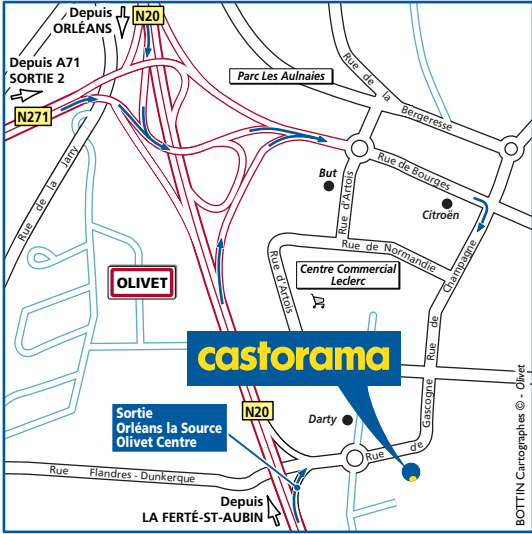 Depuis
ORLÉANS
N20
Depuis A71
SORTIE 2
N271
Parc Les Aulnaies
Rue de la Bergeresse
Rue de la Jarry
But
Rue de Bourges
Citroën
Rue d'Artois
Rue de Normandie
Rue de Champagne
OLIVET
Centre Commercial
Leclerc
Rue d'Artois
castorama
Sortie
Orléans la Source
Olivet Centre
N20
Darty
Rue de Gascogne
Rue Flandres - Dunkerque
Depuis
LA FERTÉ-ST-AUBIN
BOTTIN Cartographes © - Olivet